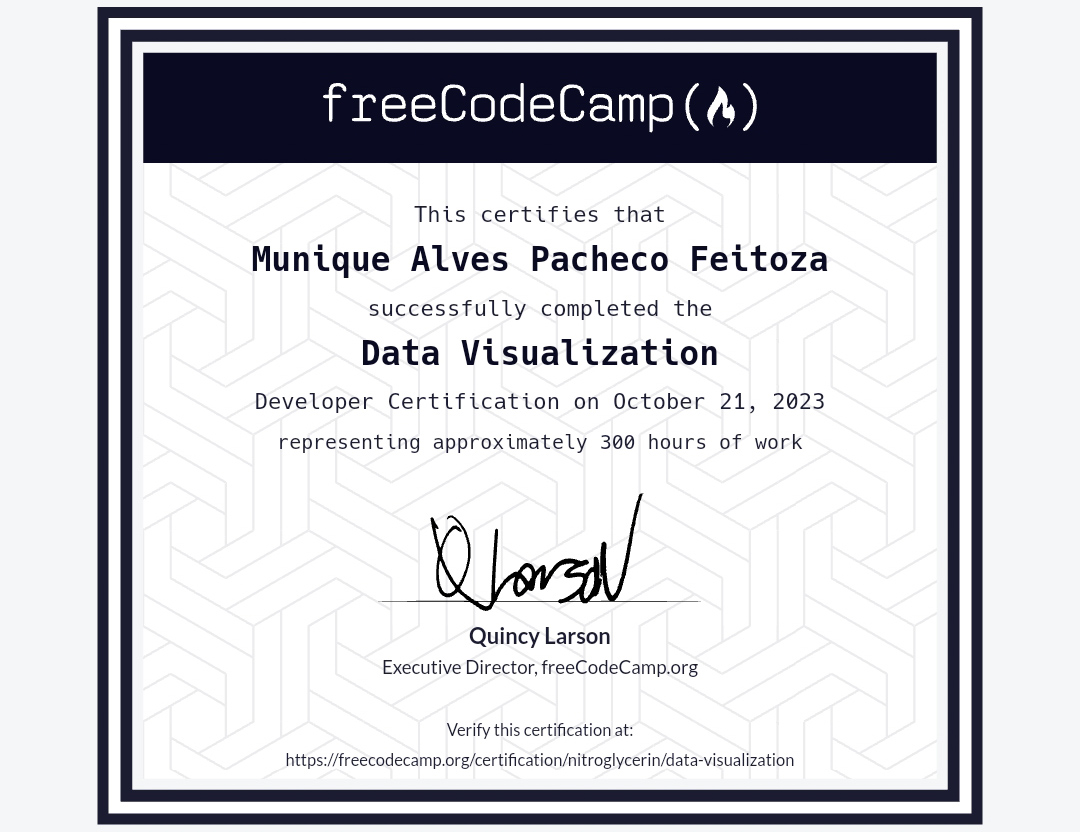 freeCodeCamp(🔥)
This certifies that
Munique Alves Pacheco Feitoza
successfully completed the
Data Visualization
Developer Certification on October 21, 2023
representing approximately 300 hours of work
Q Larson
Quincy Larson
Executive Director, freeCodeCamp.org
Verify this certification at:
https://freecodecamp.org/certification/nitroglycerin/data-visualization